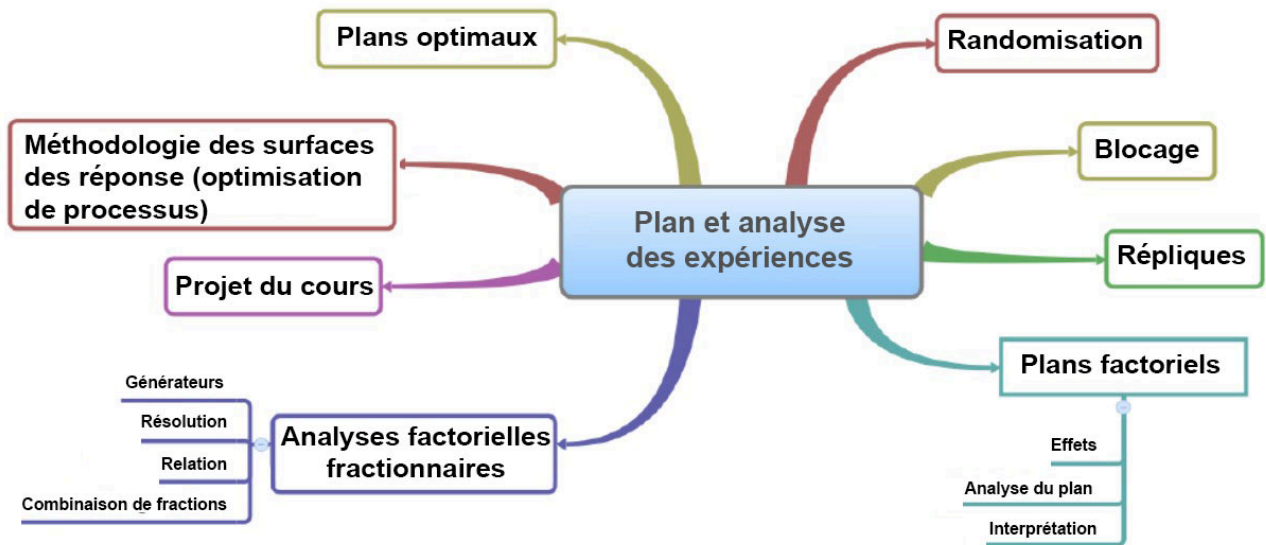 Plans optimaux
Randomisation
Méthodologie des surfaces
des réponse (optimisation
de processus)
Blocage
Plan et analyse
des expériences
Répliques
Projet du cours
Plans factoriels
Effets
Analyse du plan
Interprétation
Analyses factorielles
fractionnaires
Générateurs
Résolution
Relation
Combinaison de fractions